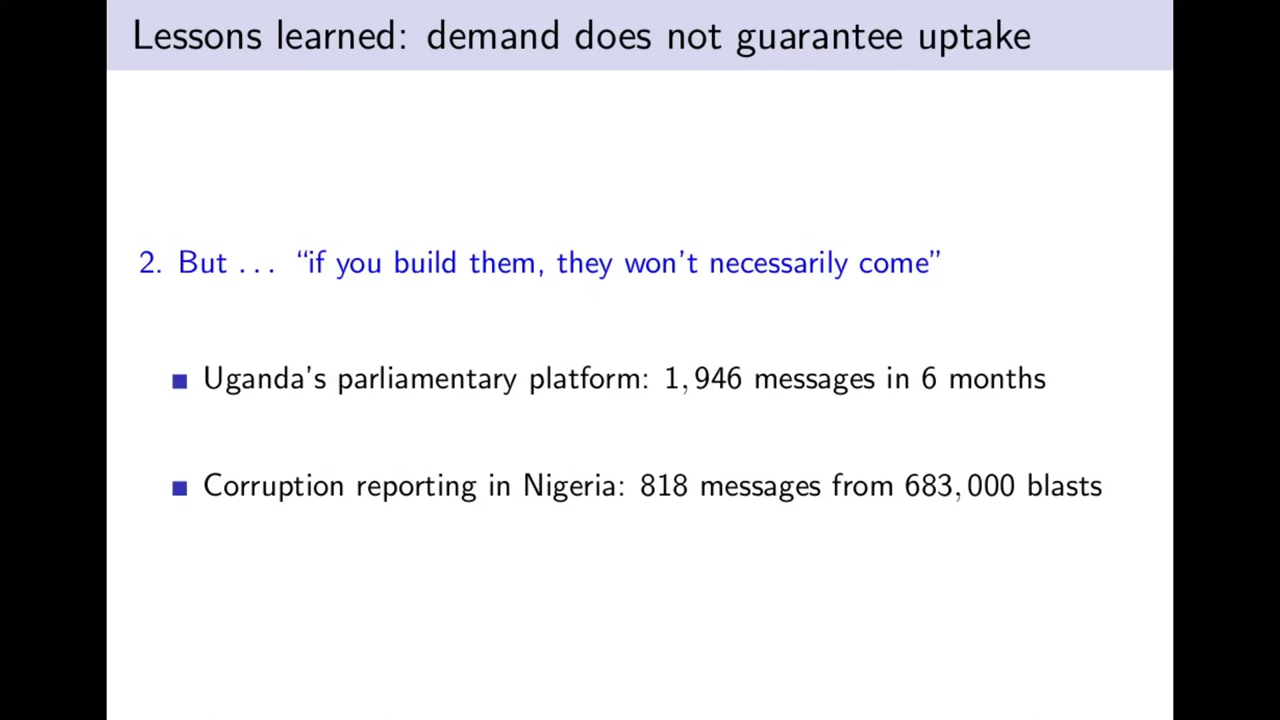 Lessons learned: demand does not guarantee uptake
2. But ... “if you build them, they won't necessarily come”
■ Uganda's parliamentary platform: 1,946 messages in 6 months
■ Corruption reporting in Nigeria: 818 messages from 683,000 blasts